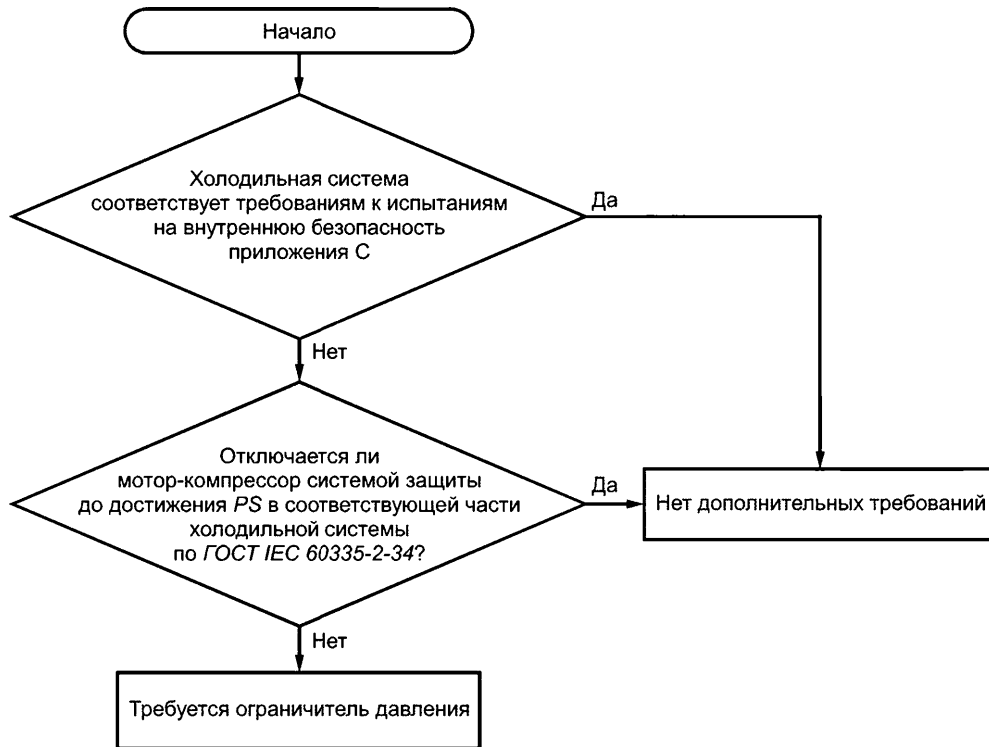 Начало
Холодильная система
соответствует требованиям к испытаниям
на внутреннюю безопасность
приложения С
Да
Нет
Отключается ли
мотор-компрессор системой защиты
до достижения PS в соответствующей части
холодильной системы
по ГОСТ IEC 60335-2-34?
Да
Нет дополнительных требований
Нет
Требуется ограничитель давления